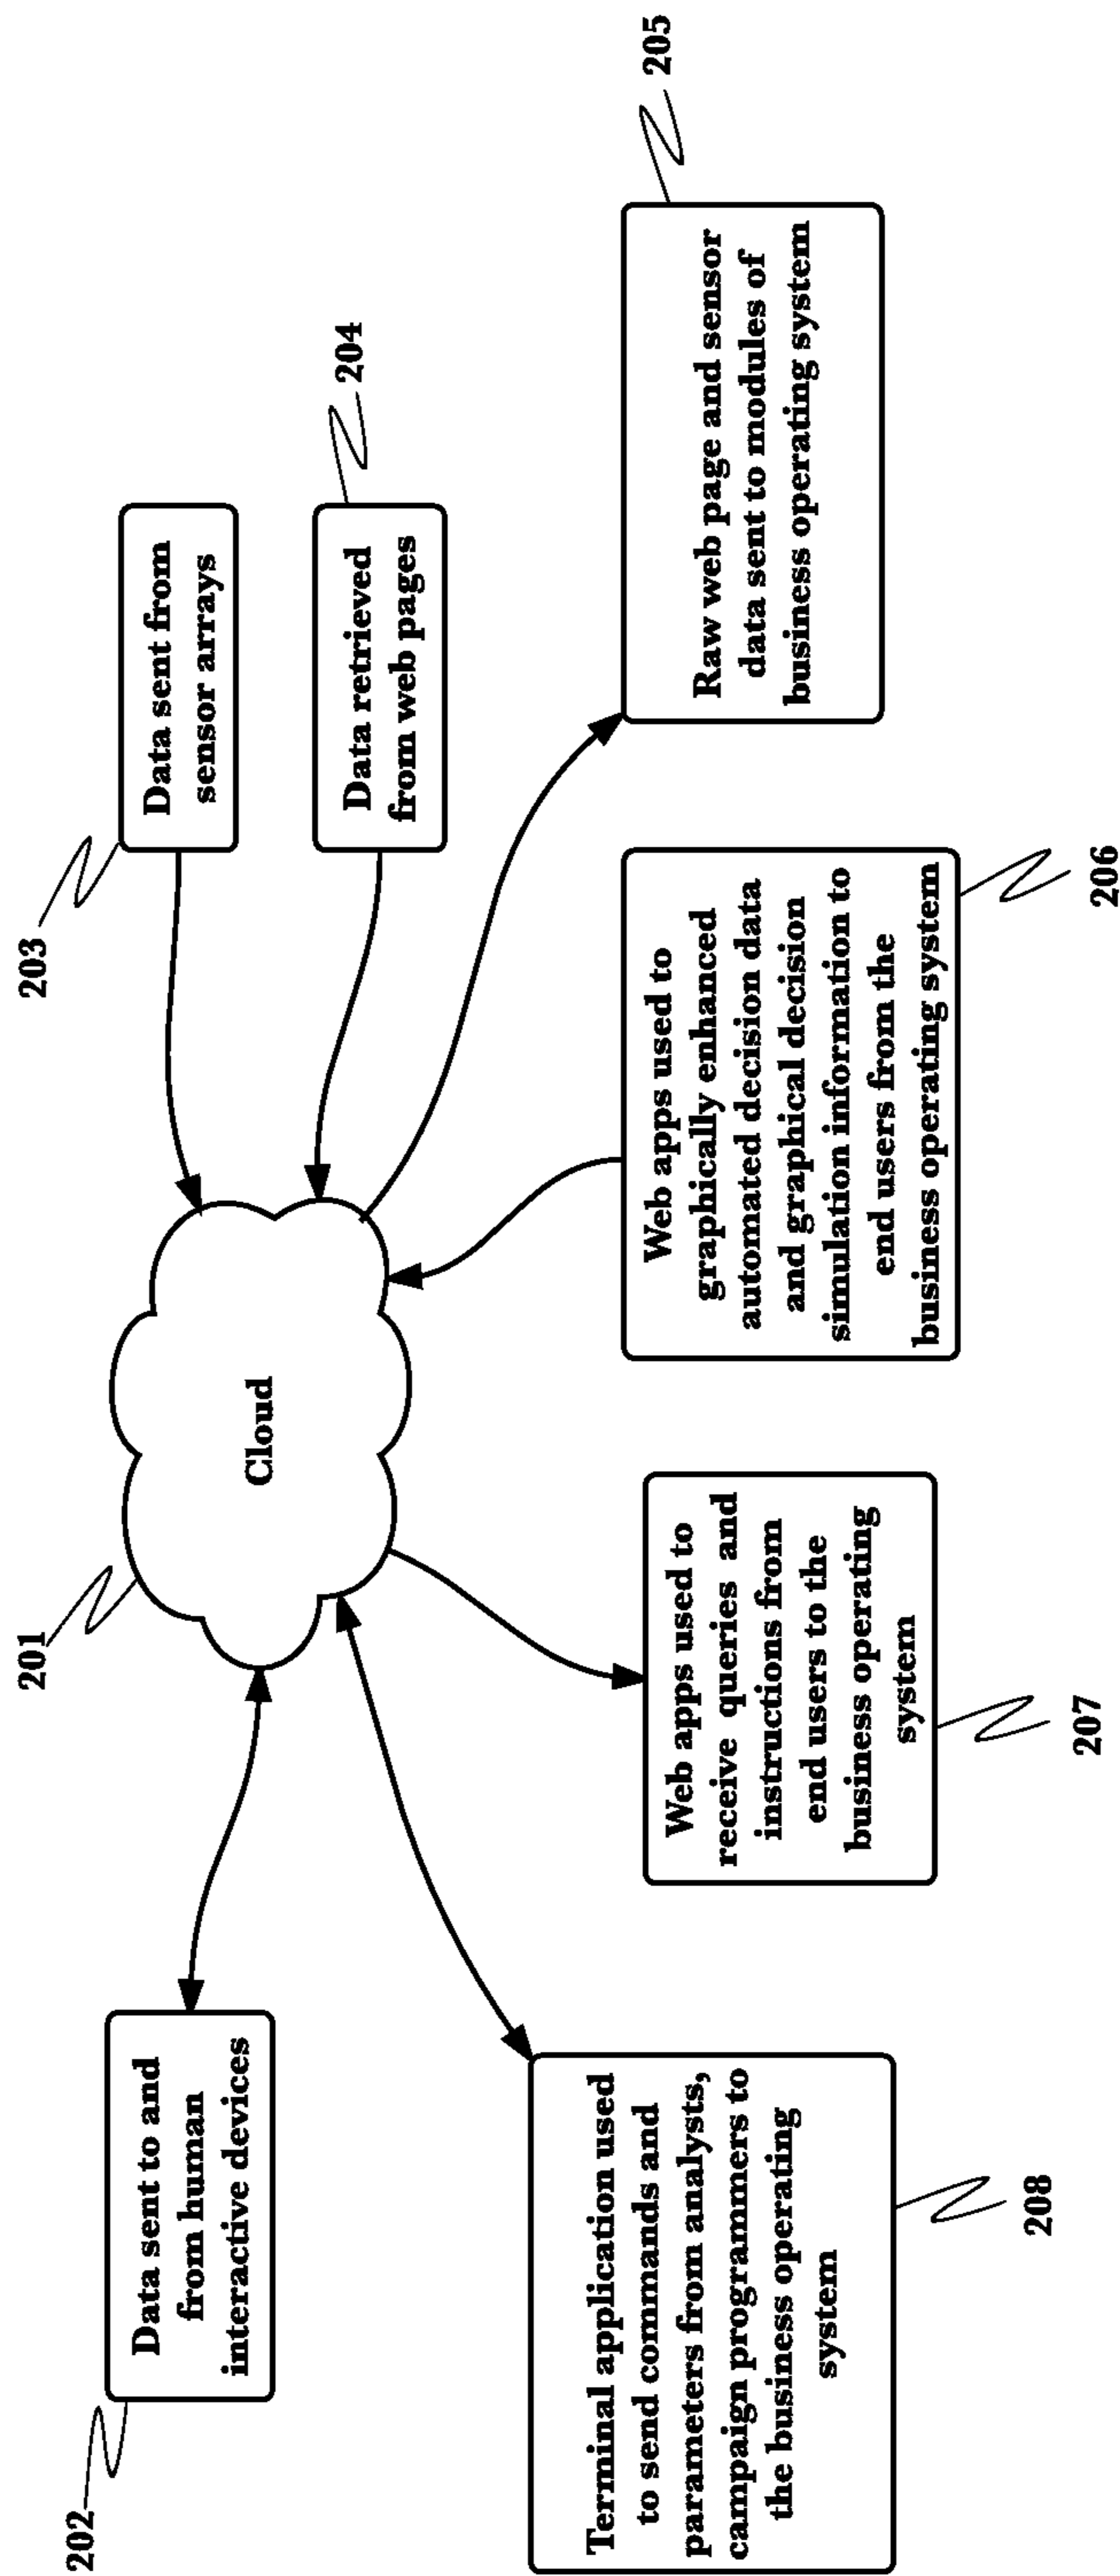 202
Data sent to and
from human
interactive devices
201
Cloud
203
Data sent from
sensor arrays
Data retrieved
from web pages
204
Terminal application used
to send commands and
parameters from analysts,
campaign programmers to
the business operating
system
208
Web apps used to
receive queries and
instructions from
end users to the
business operating
system
207
Web apps used to
graphically enhanced
automated decision data
and graphical decision
simulation information to
end users from the
business operating system
206
Raw web page and sensor
data sent to modules of
business operating system
205